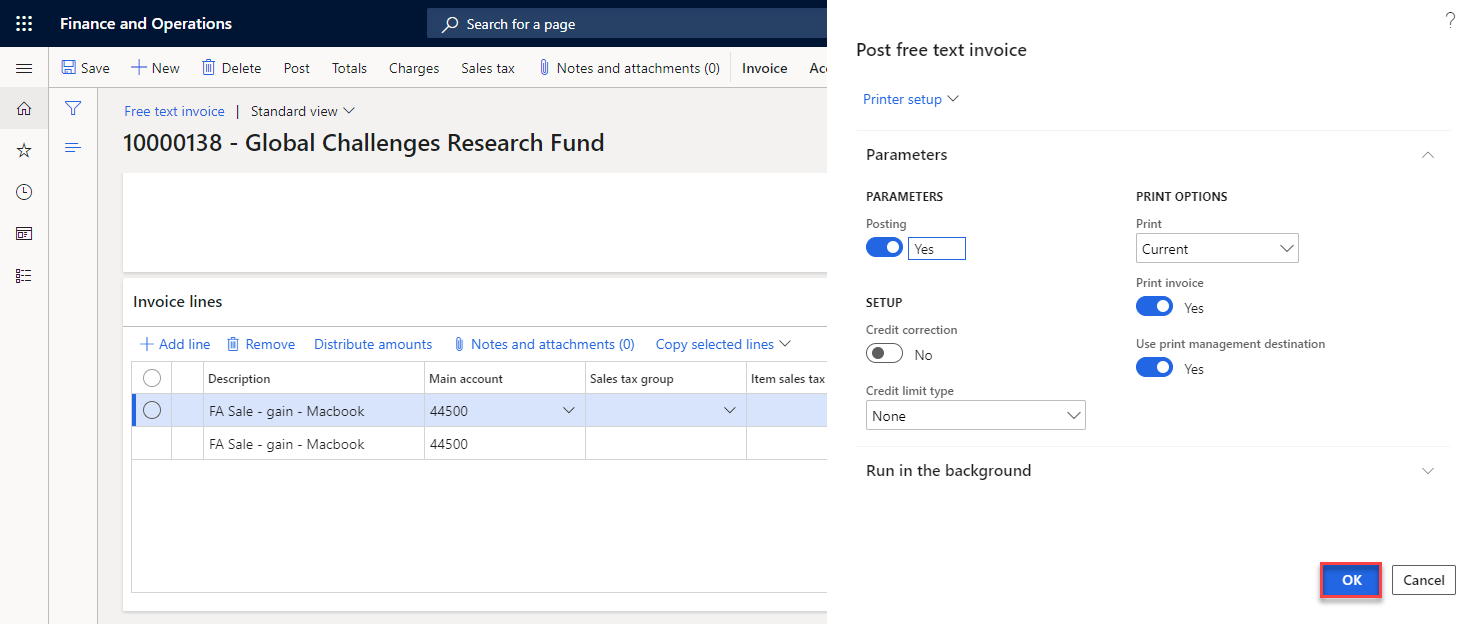 Finance and Operations
Search for a page
?
Save New Delete Post Totals Charges Sales tax Notes and attachments (0) Invoice Acc
Free text invoice | Standard view
10000138 - Global Challenges Research Fund
Invoice lines
Add line Remove Distribute amounts Notes and attachments (0) Copy selected lines
Description Main account Sales tax group Item sales tax
FA Sale - gain - Macbook 44500
FA Sale - gain - Macbook 44500
Post free text invoice
Printer setup
Parameters
PARAMETERS
Posting
Yes
SETUP
Credit correction
No
Credit limit type
None
PRINT OPTIONS
Print
Current
Print invoice
Yes
Use print management destination
Yes
Run in the background
OK Cancel